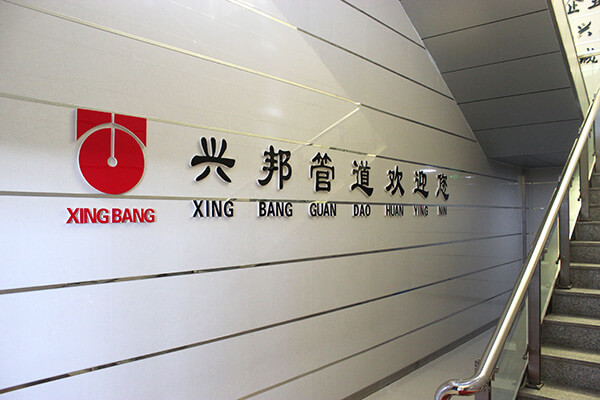 兴邦管道欢迎您
XING BANG GUAN DAO HUAN YING NIN
XING BANG